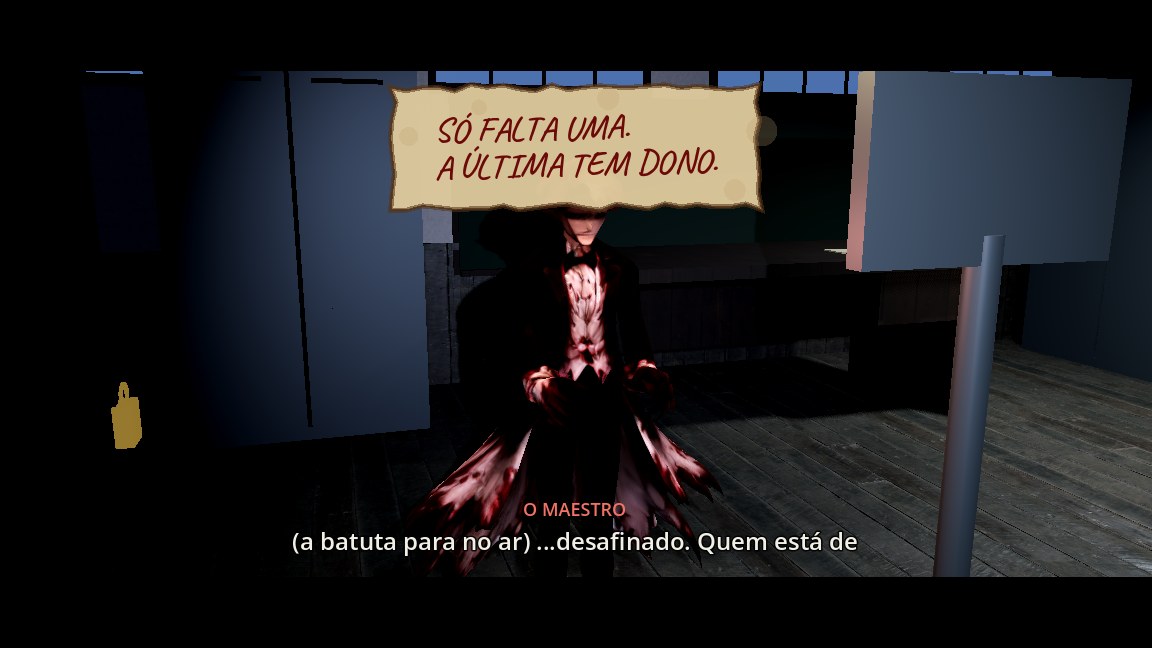 SÓ FALTA UMA.
A ÚLTIMA TEM DONO.
O MAESTRO
(a batuta para no ar) ...desafinado. Quem está de